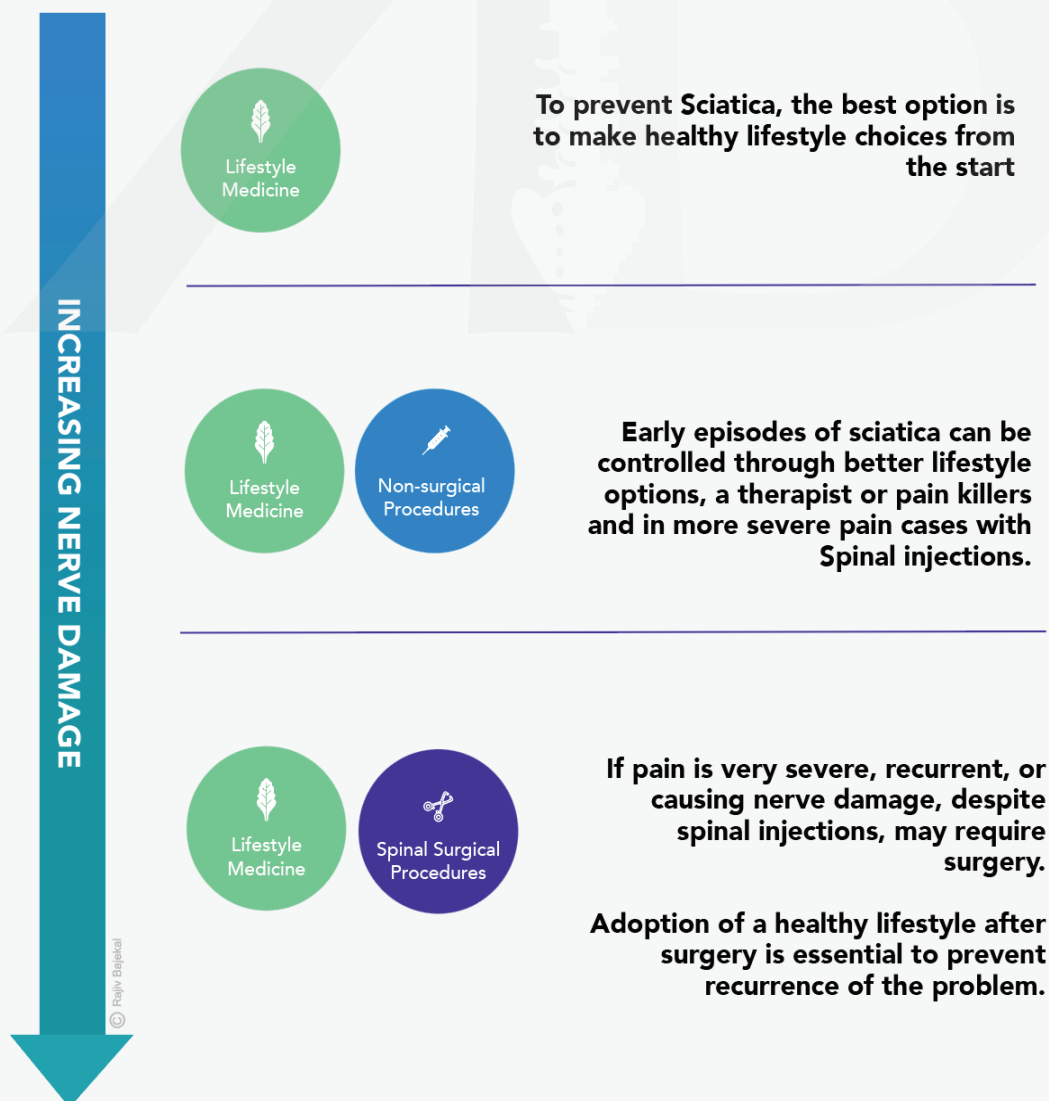 Lifestyle
Medicine
To prevent Sciatica, the best option is
to make healthy lifestyle choices from
the start
INCREASING NERVE DAMAGE
Lifestyle
Medicine
Non-surgical
Procedures
Early episodes of sciatica can be
controlled through better lifestyle
options, a therapist or pain killers
and in more severe pain cases with
Spinal injections.
Lifestyle
Medicine
Spinal Surgical
Procedures
If pain is very severe, recurrent, or
causing nerve damage, despite
spinal injections, may require
surgery.
Adoption of a healthy lifestyle after
surgery is essential to prevent
recurrence of the problem.
© Rajiv Bajekal